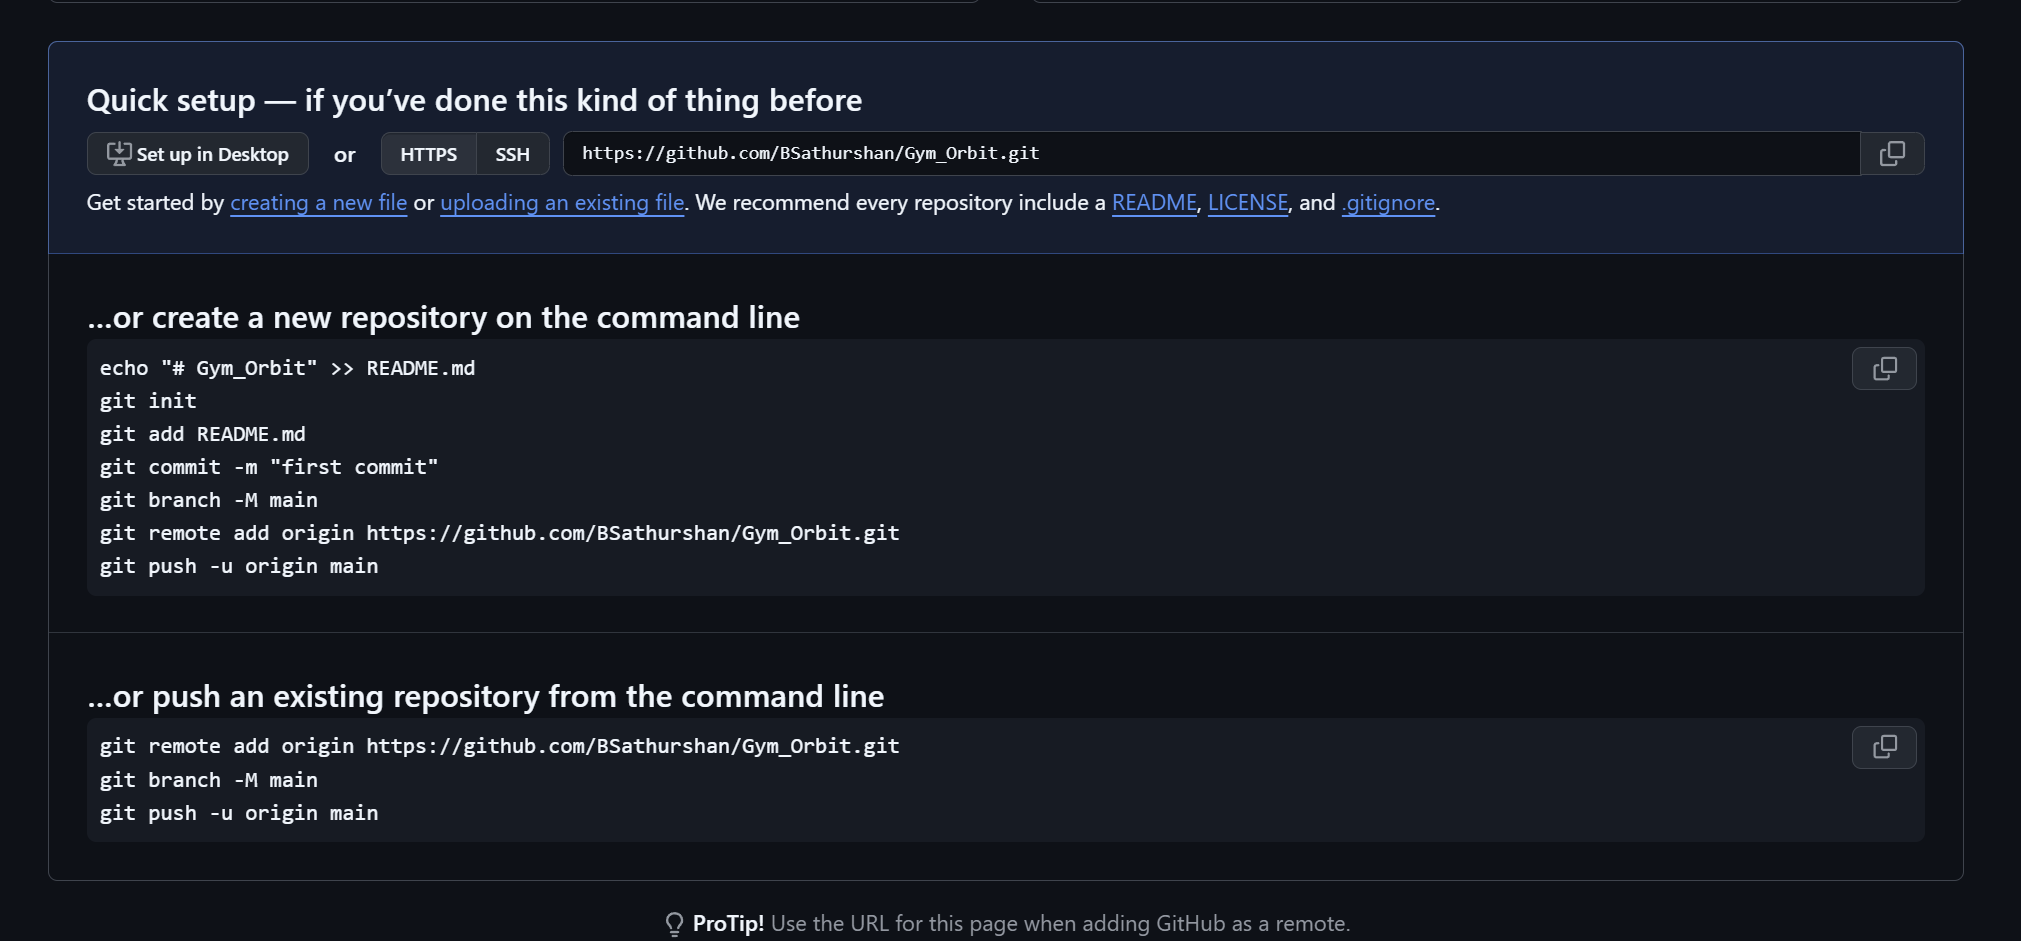 Quick setup — if you’ve done this kind of thing before
Set up in Desktop or HTTPS SSH https://github.com/BSathurshan/Gym_Orbit.git
Get started by creating a new file or uploading an existing file. We recommend every repository include a README, LICENSE, and .gitignore.
…or create a new repository on the command line
echo "# Gym_Orbit" >> README.md
git init
git add README.md
git commit -m "first commit"
git branch -M main
git remote add origin https://github.com/BSathurshan/Gym_Orbit.git
git push -u origin main
…or push an existing repository from the command line
git remote add origin https://github.com/BSathurshan/Gym_Orbit.git
git branch -M main
git push -u origin main
ProTip! Use the URL for this page when adding GitHub as a remote.